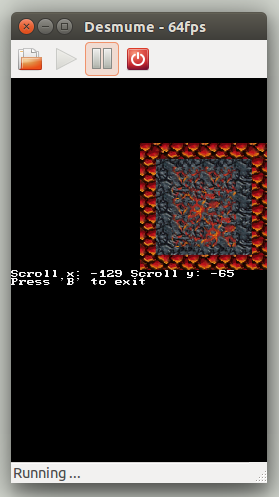 Desmume - 64fps
Scroll x: -129 Scroll y: -65
Press 'B' to exit
Running ...